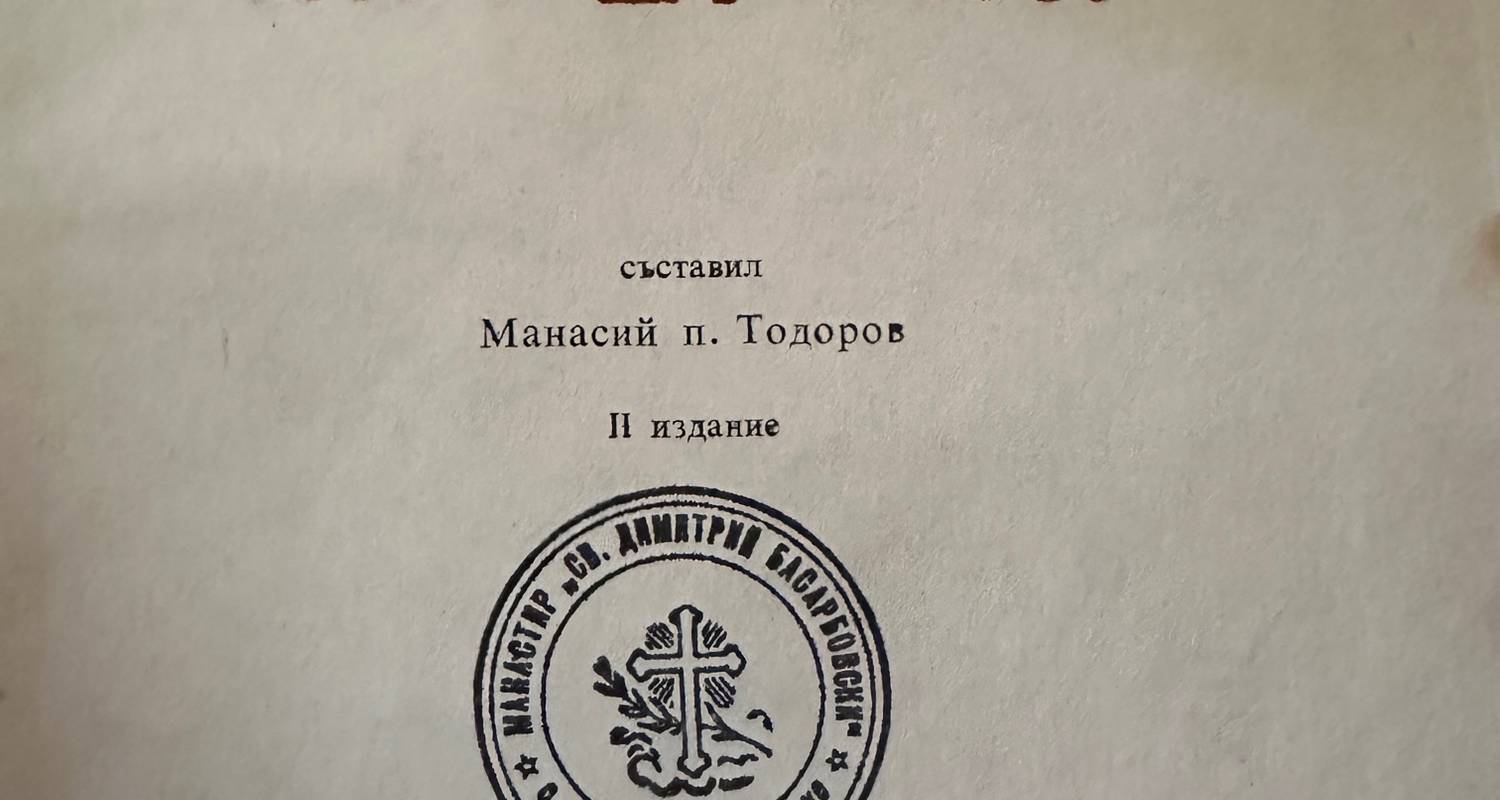 съставил
Манасий п. Тодоров
II издание
МАНАСТИР „СВ. ДИМИТРИЙ БАСАРБОВСКИ“